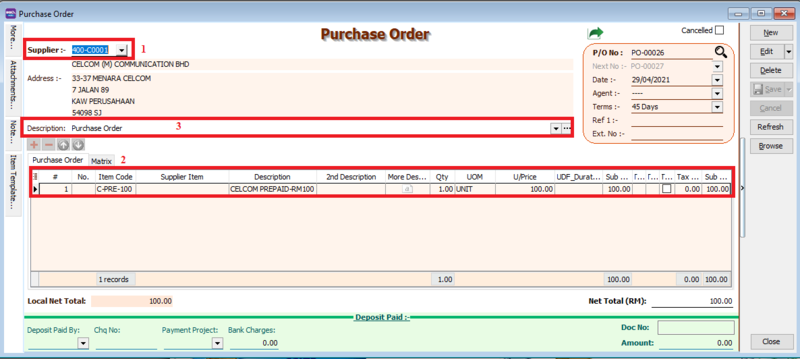 Purchase Order
More...
Attachments...
Note...
Item Template...
Purchase Order
Cancelled
Supplier :- 400-C0001 1
CELCOM (M) COMMUNICATION BHD
Address :- 33-37 MENARA CELCOM
7 JALAN 89
KAW PERUSAHAAN
54098 SJ
P/O No : PO-00026
Next No :- PO-00027
Date :- 29/04/2021
Agent :- ----
Terms :- 45 Days
Ref 1 :-
Ext. No :-
3
Description: Purchase Order
Purchase Order Matrix 2
# No. Item Code Supplier Item Description 2nd Description More Des... Qty UOM U/Price UDF_Durat... Sub ... T... T... T... Tax ... Sub ...
1 C-PRE-100 CELCOM PREPAID-RM100 1.00 UNIT 100.00 100.00 0.00 100.00
1 records 1.00 100.00 0.00 100.00
Local Net Total: 100.00 Net Total (RM): 100.00
Deposit Paid :-
Deposit Paid By: Chq No: Payment Project: Bank Charges: 0.00
Doc No:
Amount: 0.00
New
Edit
Delete
Save
Cancel
Refresh
Browse
Close